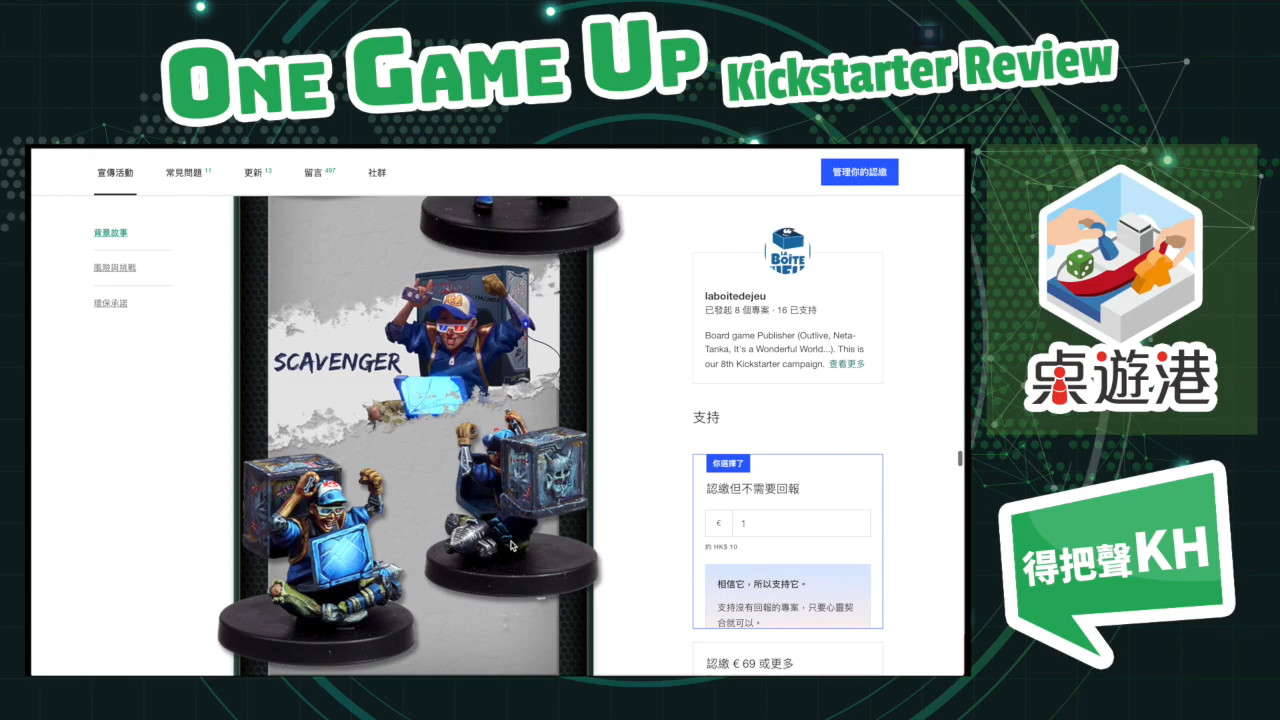 ONE GAME UP Kickstarter Review
宣傳活動
常見問題 11
更新 13
留言 497
社群
管理你的認繳
背景故事
風險與挑戰
環保承諾
SCAVENGER
LA
BOÎTE
JEU
laboitedejeu
已發起 8 個專案 · 16 已支持
Board game Publisher (Outlive, Neta-
Tanka, It's a Wonderful World...). This is
our 8th Kickstarter campaign. 查看更多
支持
你選擇了
認繳但不需要回報
€ 1
約 HK$ 10
相信它，所以支持它。
支持沒有回報的專案，只要心靈契
合就可以。
認繳 € 69 或更多
桌遊港
得把聲KH